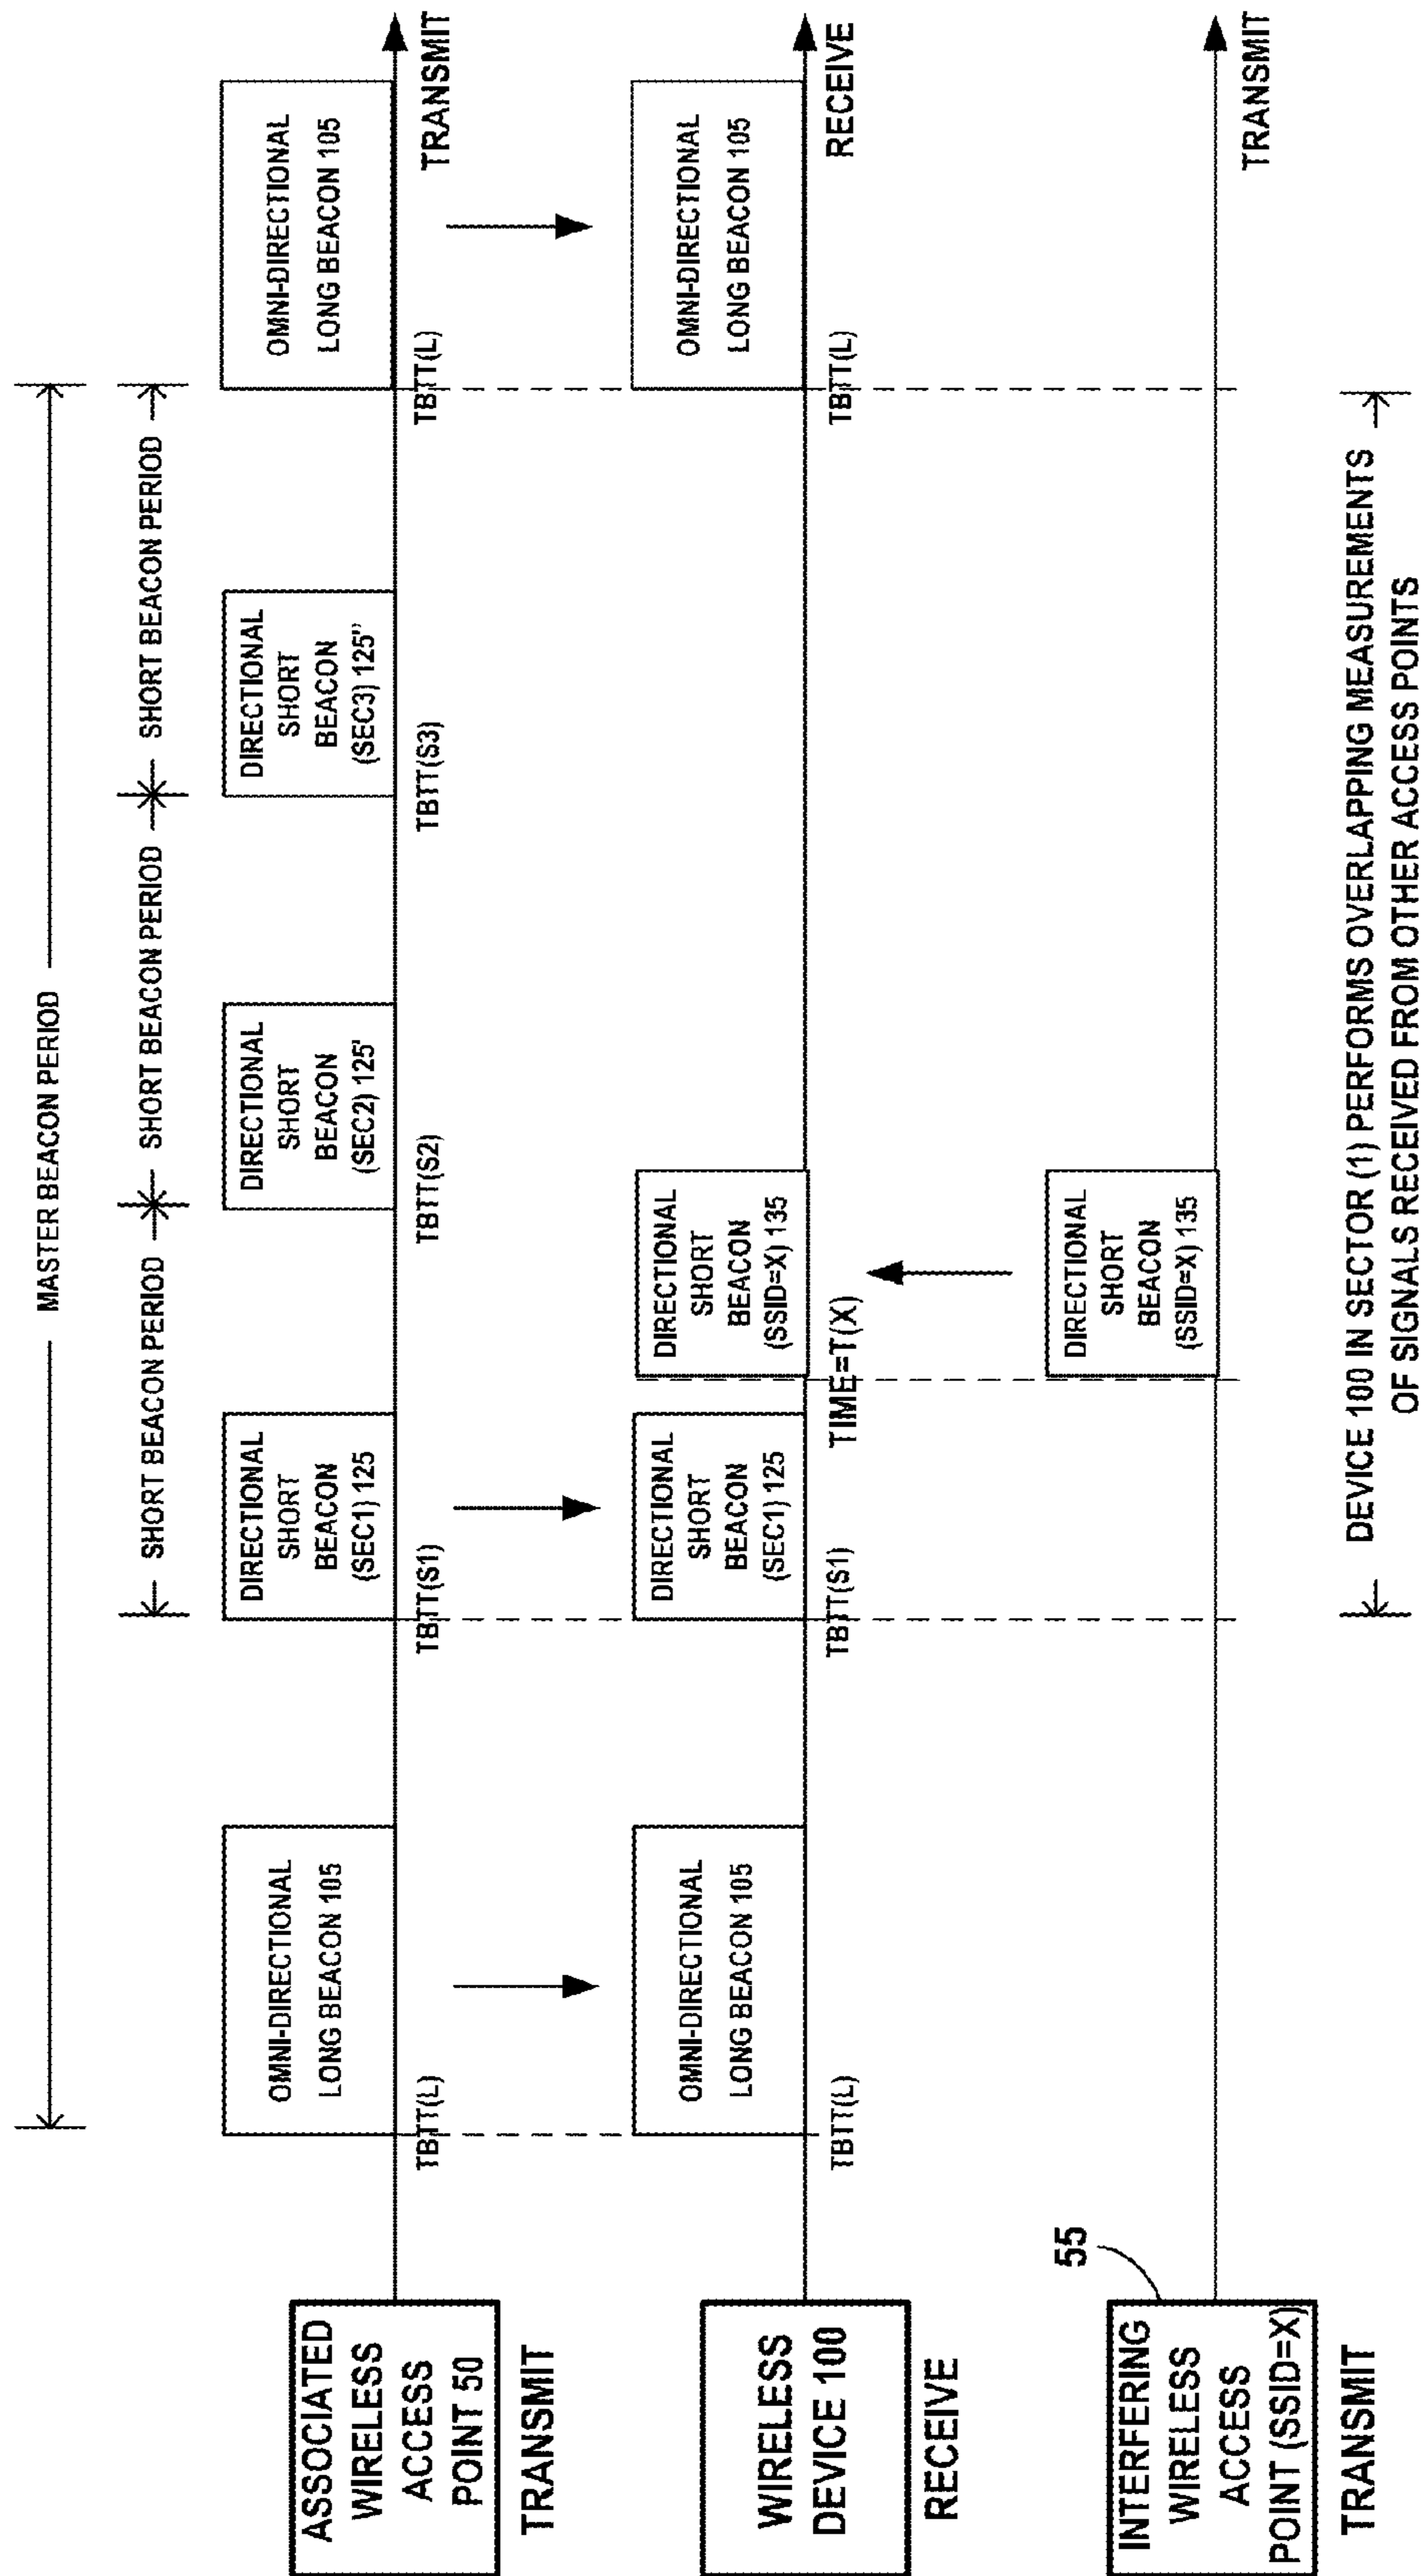 MASTER BEACON PERIOD
SHORT BEACON PERIOD
SHORT BEACON PERIOD
SHORT BEACON PERIOD
ASSOCIATED
WIRELESS
ACCESS
POINT 50
TRANSMIT
OMNI-DIRECTIONAL
LONG BEACON 105
TBTT(L)
DIRECTIONAL
SHORT
BEACON
(SEC1) 125
TBTT(S1)
DIRECTIONAL
SHORT
BEACON
(SEC2) 125'
TBTT(S2)
DIRECTIONAL
SHORT
BEACON
(SEC3) 125"
TBTT(S3)
OMNI-DIRECTIONAL
LONG BEACON 105
TBTT(L)
TRANSMIT
WIRELESS
DEVICE 100
RECEIVE
OMNI-DIRECTIONAL
LONG BEACON 105
TBTT(L)
DIRECTIONAL
SHORT
BEACON
(SEC1) 125
TBTT(S1)
DIRECTIONAL
SHORT
BEACON
(SSID=X) 135
TIME=T(X)
OMNI-DIRECTIONAL
LONG BEACON 105
TBTT(L)
RECEIVE
55
INTERFERING
WIRELESS
ACCESS
POINT (SSID=X)
TRANSMIT
DIRECTIONAL
SHORT
BEACON
(SSID=X) 135
TRANSMIT
DEVICE 100 IN SECTOR (1) PERFORMS OVERLAPPING MEASUREMENTS
OF SIGNALS RECEIVED FROM OTHER ACCESS POINTS